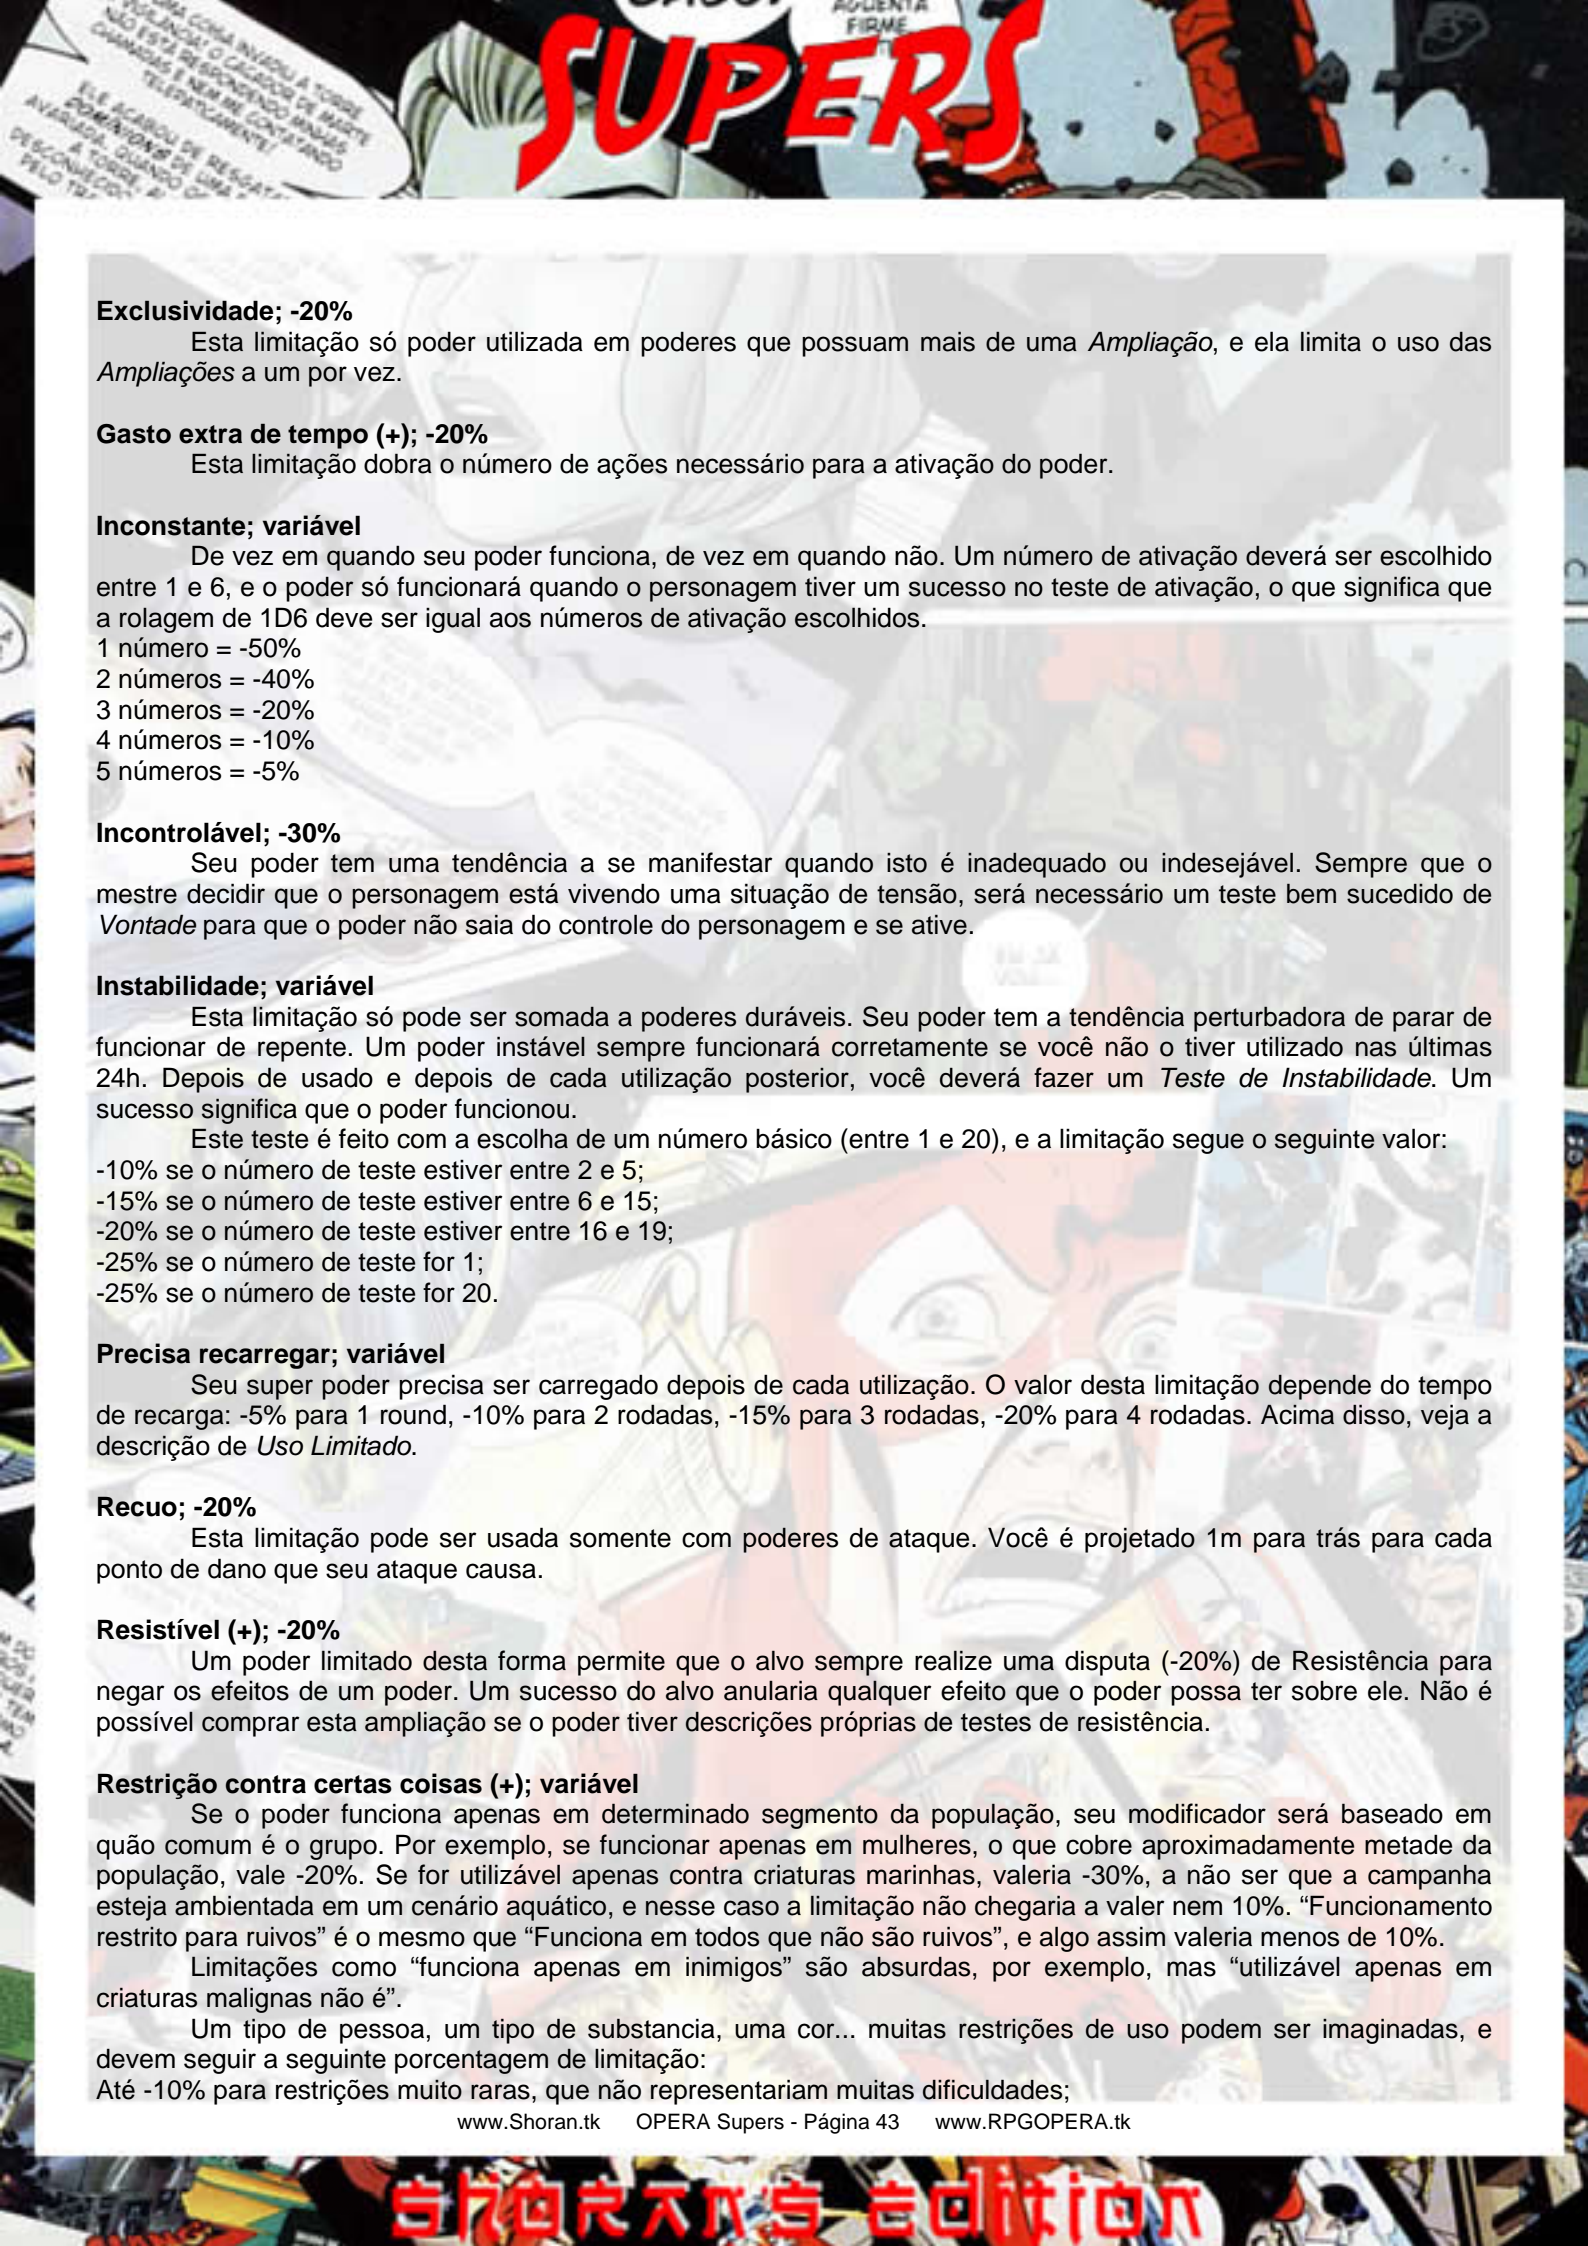 UMA COISA INVADIU A TORRE
NÃO ESTÁ RESPONDENDO MINHAS
CHAMADAS E NEM ME CONTATANDO
TELEPATICAMENTE!
ELE ACABOU DE
AGÜENTA
FIRME
SUPERS
Exclusividade; -20%
Esta limitação só poder utilizada em poderes que possuam mais de uma Ampliação, e ela limita o uso das
Ampliações a um por vez.
Gasto extra de tempo (+); -20%
Esta limitação dobra o número de ações necessário para a ativação do poder.
Inconstante; variável
De vez em quando seu poder funciona, de vez em quando não. Um número de ativação deverá ser escolhido
entre 1 e 6, e o poder só funcionará quando o personagem tiver um sucesso no teste de ativação, o que significa que
a rolagem de 1D6 deve ser igual aos números de ativação escolhidos.
1 número = -50%
2 números = -40%
3 números = -20%
4 números = -10%
5 números = -5%
Incontrolável; -30%
Seu poder tem uma tendência a se manifestar quando isto é inadequado ou indesejável. Sempre que o
mestre decidir que o personagem está vivendo uma situação de tensão, será necessário um teste bem sucedido de
Vontade para que o poder não saia do controle do personagem e se ative.
Instabilidade; variável
Esta limitação só pode ser somada a poderes duráveis. Seu poder tem a tendência perturbadora de parar de
funcionar de repente. Um poder instável sempre funcionará corretamente se você não o tiver utilizado nas últimas
24h. Depois de usado e depois de cada utilização posterior, você deverá fazer um Teste de Instabilidade. Um
sucesso significa que o poder funcionou.
Este teste é feito com a escolha de um número básico (entre 1 e 20), e a limitação segue o seguinte valor:
-10% se o número de teste estiver entre 2 e 5;
-15% se o número de teste estiver entre 6 e 15;
-20% se o número de teste estiver entre 16 e 19;
-25% se o número de teste for 1;
-25% se o número de teste for 20.
Precisa recarregar; variável
Seu super poder precisa ser carregado depois de cada utilização. O valor desta limitação depende do tempo
de recarga: -5% para 1 round, -10% para 2 rodadas, -15% para 3 rodadas, -20% para 4 rodadas. Acima disso, veja a
descrição de Uso Limitado.
Recuo; -20%
Esta limitação pode ser usada somente com poderes de ataque. Você é projetado 1m para trás para cada
ponto de dano que seu ataque causa.
Resistível (+); -20%
Um poder limitado desta forma permite que o alvo sempre realize uma disputa (-20%) de Resistência para
negar os efeitos de um poder. Um sucesso do alvo anularia qualquer efeito que o poder possa ter sobre ele. Não é
possível comprar esta ampliação se o poder tiver descrições próprias de testes de resistência.
Restrição contra certas coisas (+); variável
Se o poder funciona apenas em determinado segmento da população, seu modificador será baseado em
quão comum é o grupo. Por exemplo, se funcionar apenas em mulheres, o que cobre aproximadamente metade da
população, vale -20%. Se for utilizável apenas contra criaturas marinhas, valeria -30%, a não ser que a campanha
esteja ambientada em um cenário aquático, e nesse caso a limitação não chegaria a valer nem 10%. “Funcionamento
restrito para ruivos” é o mesmo que “Funciona em todos que não são ruivos”, e algo assim valeria menos de 10%.
Limitações como “funciona apenas em inimigos” são absurdas, por exemplo, mas “utilizável apenas em
criaturas malignas não é”.
Um tipo de pessoa, um tipo de substancia, uma cor... muitas restrições de uso podem ser imaginadas, e
devem seguir a seguinte porcentagem de limitação:
Até -10% para restrições muito raras, que não representariam muitas dificuldades;
www.Shoran.tk OPERA Supers - Página 43 www.RPGOPERA.tk
shoran's edition